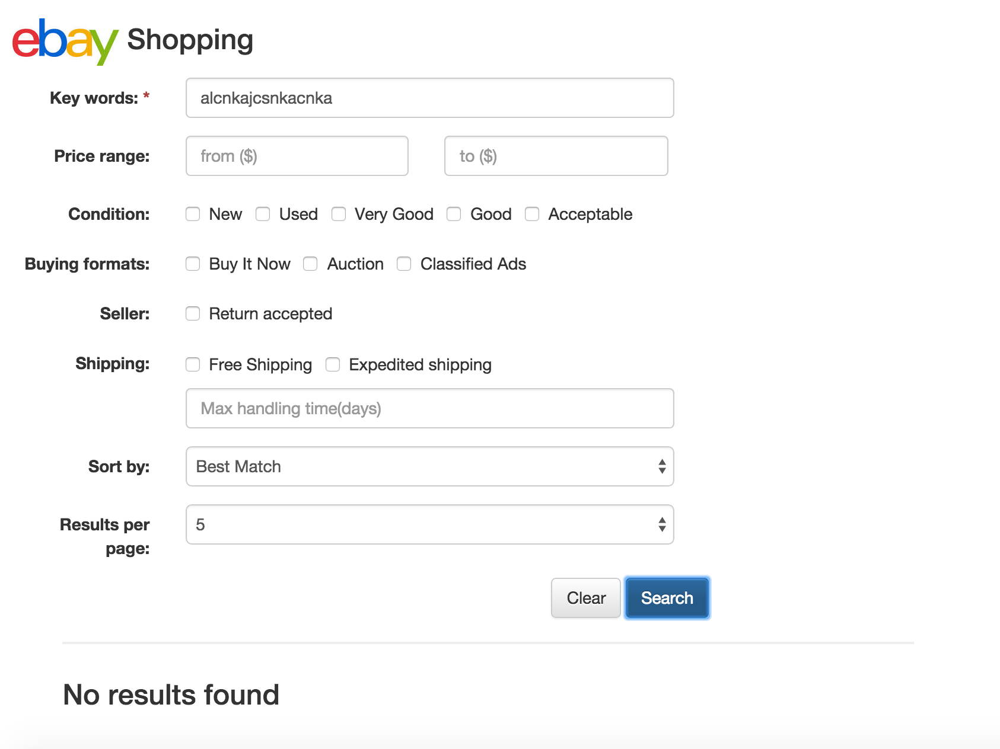 ebay Shopping
Key words: * alcnkajcsnkacnka
Price range: from ($) to ($)
Condition: New Used Very Good Good Acceptable
Buying formats: Buy It Now Auction Classified Ads
Seller: Return accepted
Shipping: Free Shipping Expedited shipping
Max handling time(days)
Sort by: Best Match
Results per 5
page:
Clear Search
No results found